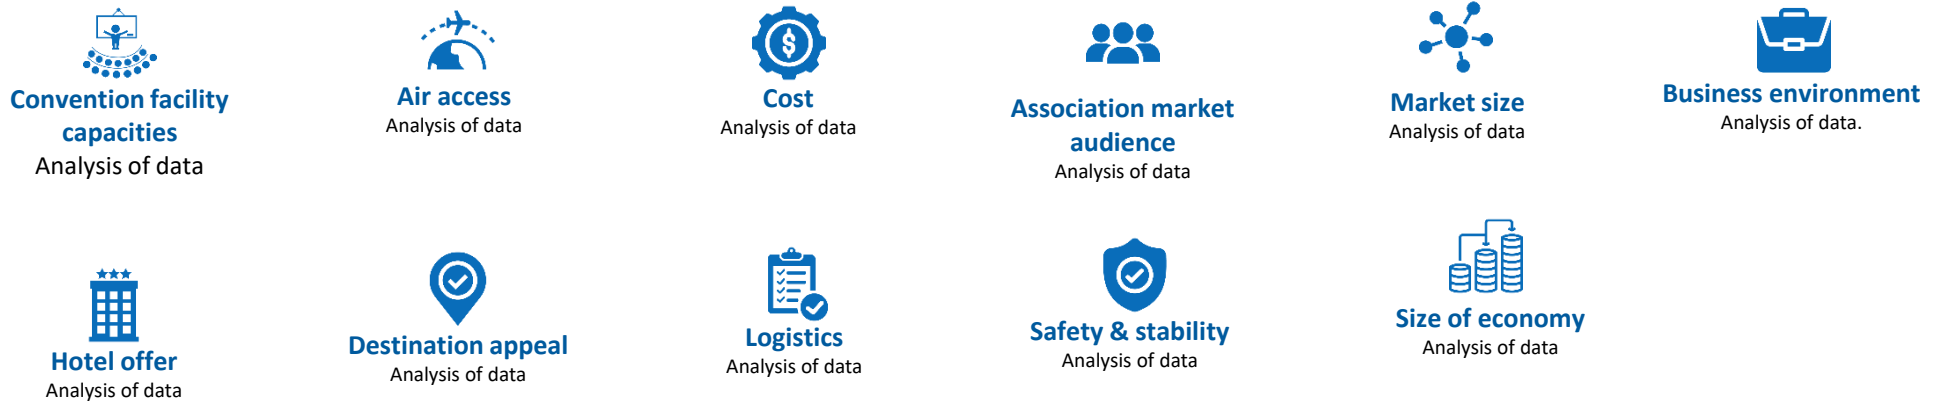 Convention facility
capacities
Analysis of data
Air access
Analysis of data
Cost
Analysis of data
Association market
audience
Analysis of data
Market size
Analysis of data
Business environment
Analysis of data.
Hotel offer
Analysis of data
Destination appeal
Analysis of data
Logistics
Analysis of data
Safety & stability
Analysis of data
Size of economy
Analysis of data